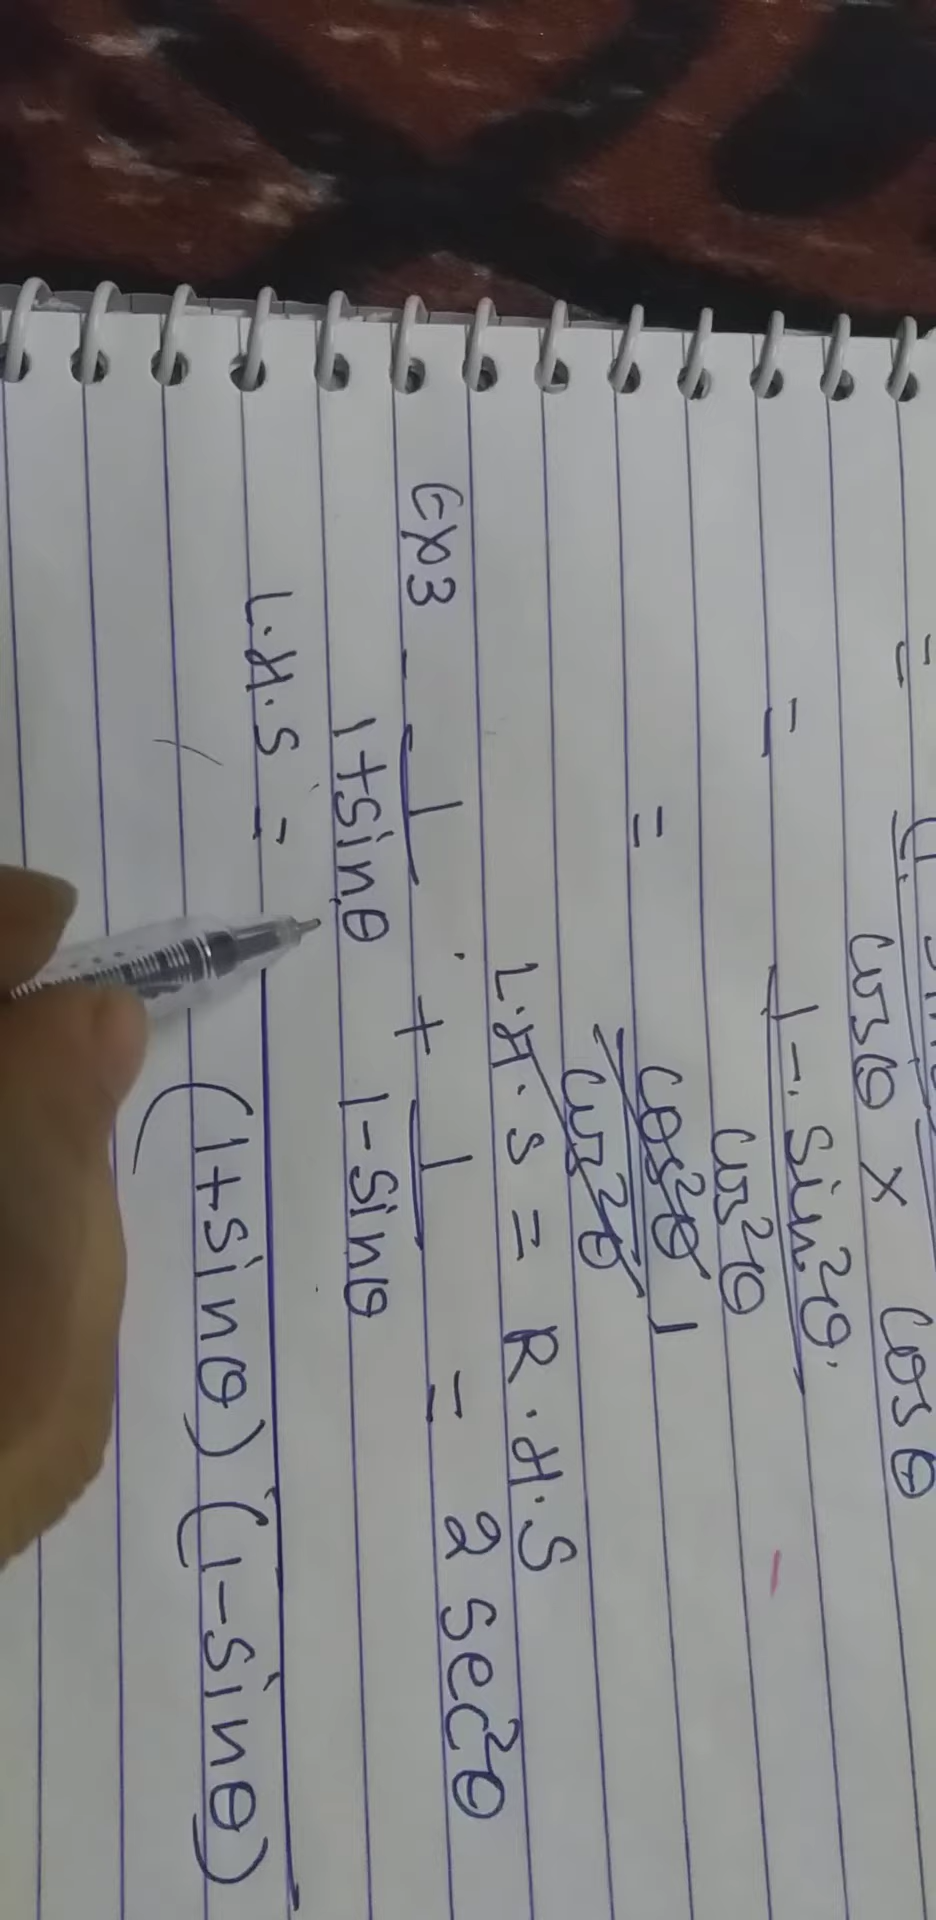 =
cosθ × cosθ
= 1 - sin²θ
cos²θ
= cos²θ 1
cos²θ
L.H.S = R.H.S
Ex3 - 1 + 1 = 2 sec²θ
1+sinθ 1-sinθ
L.H.S =
(1+sinθ) (1-sinθ)